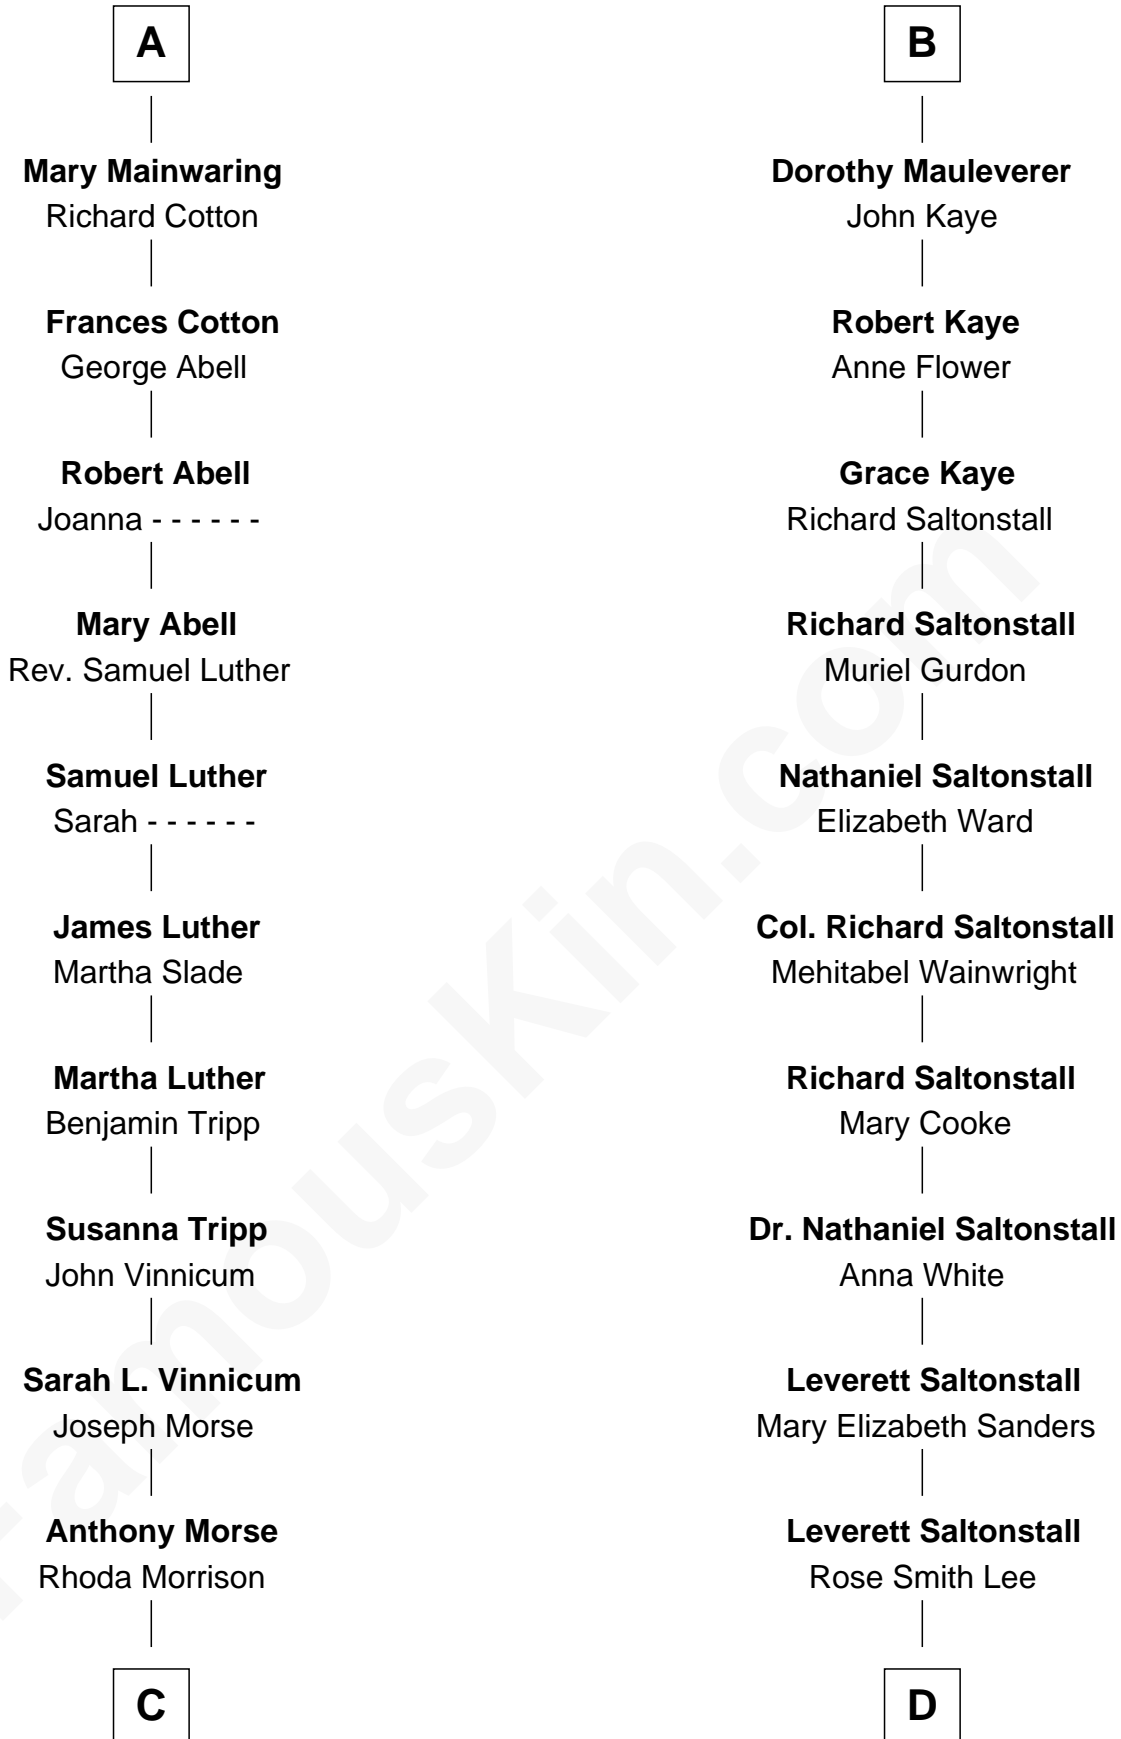 A
Mary Mainwaring
Richard Cotton
Frances Cotton
George Abell
Robert Abell
Joanna - - - - - -
Mary Abell
Rev. Samuel Luther
Samuel Luther
Sarah - - - - - -
James Luther
Martha Slade
Martha Luther
Benjamin Tripp
Susanna Tripp
John Vinnicum
Sarah L. Vinnicum
Joseph Morse
Anthony Morse
Rhoda Morrison
C
B
Dorothy Mauleverer
John Kaye
Robert Kaye
Anne Flower
Grace Kaye
Richard Saltonstall
Richard Saltonstall
Muriel Gurdon
Nathaniel Saltonstall
Elizabeth Ward
Col. Richard Saltonstall
Mehitabel Wainwright
Richard Saltonstall
Mary Cooke
Dr. Nathaniel Saltonstall
Anna White
Leverett Saltonstall
Mary Elizabeth Sanders
Leverett Saltonstall
Rose Smith Lee
D
FamousKin.com